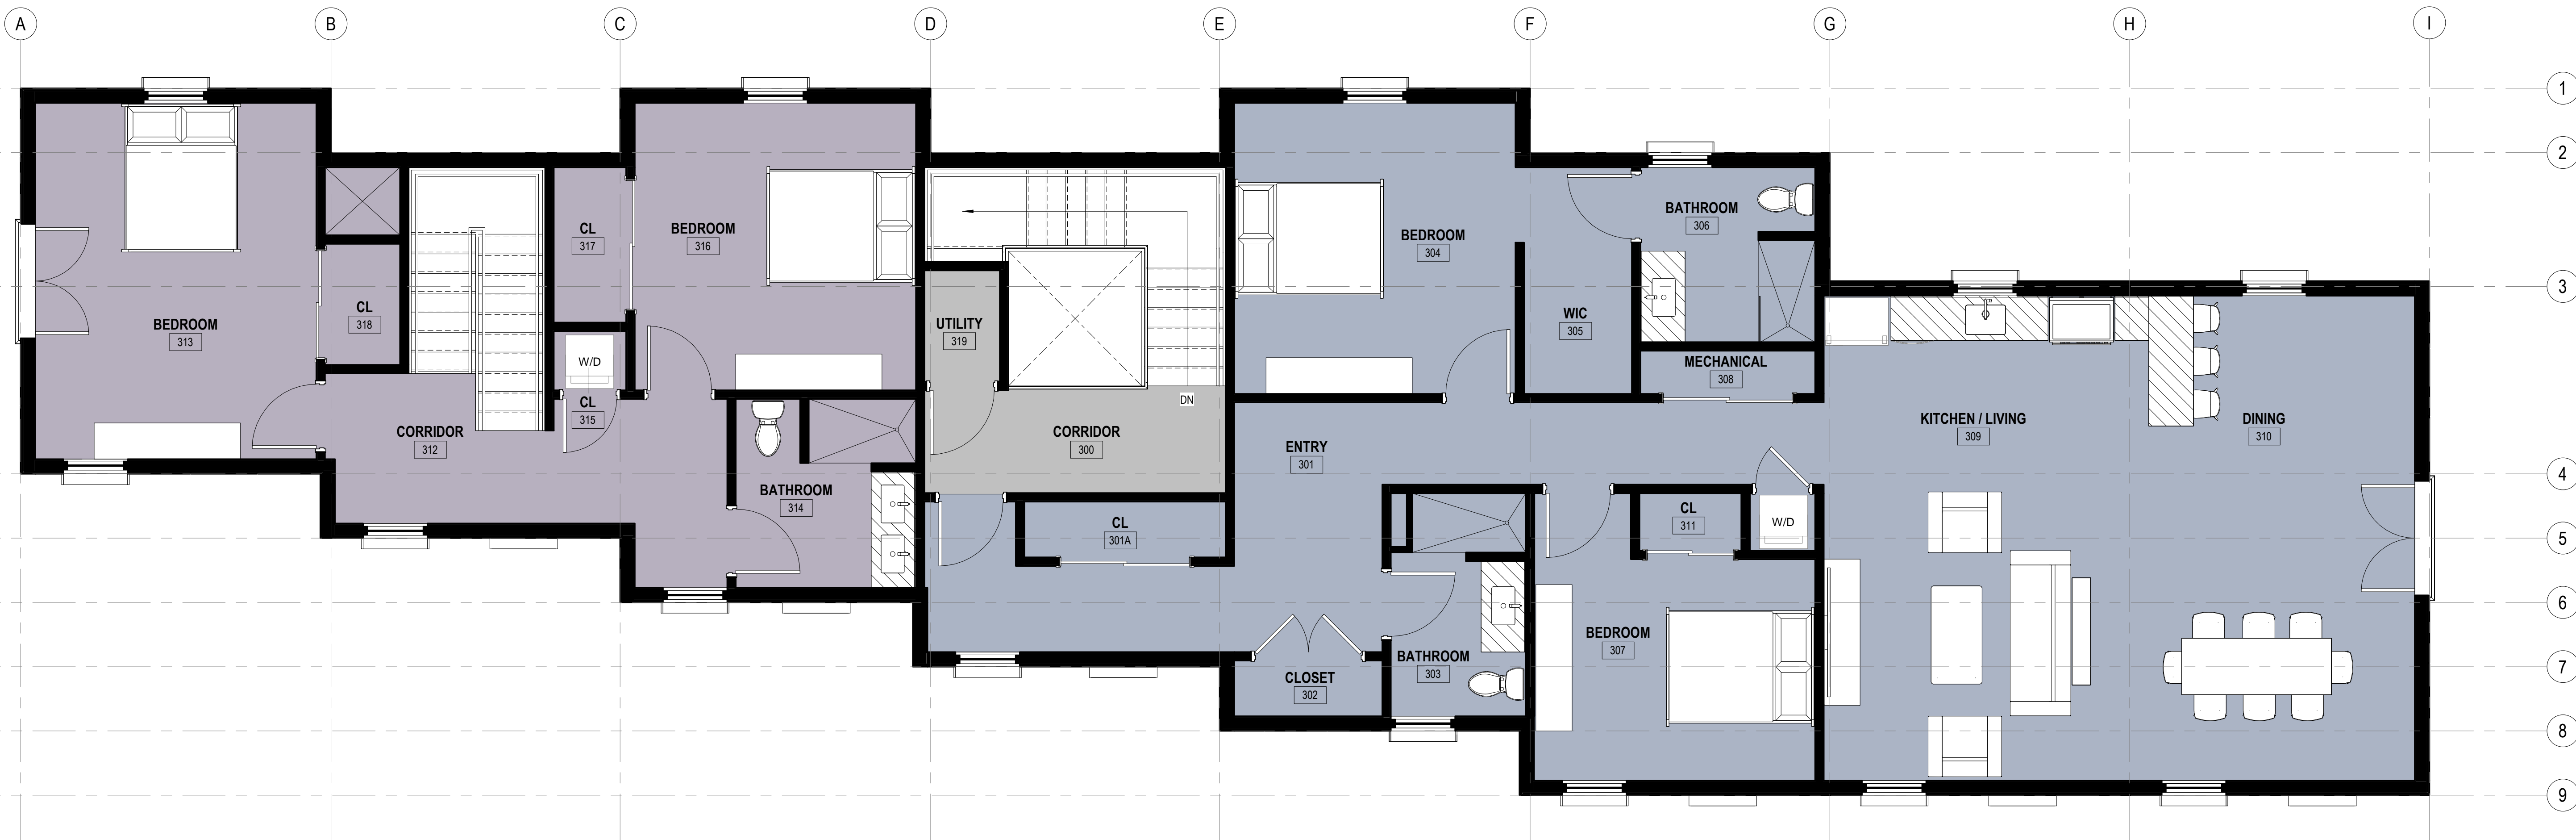 A B C D E F G H I
1
2
3
4
5
6
7
8
9
BEDROOM
313
CL
318
CORRIDOR
312
CL
317
W/D
CL
315
BEDROOM
316
BATHROOM
314
UTILITY
319
CORRIDOR
300
DN
CL
301A
ENTRY
301
BEDROOM
304
WIC
305
BATHROOM
306
MECHANICAL
308
CLOSET
302
BATHROOM
303
CL
311
W/D
BEDROOM
307
KITCHEN / LIVING
309
DINING
310